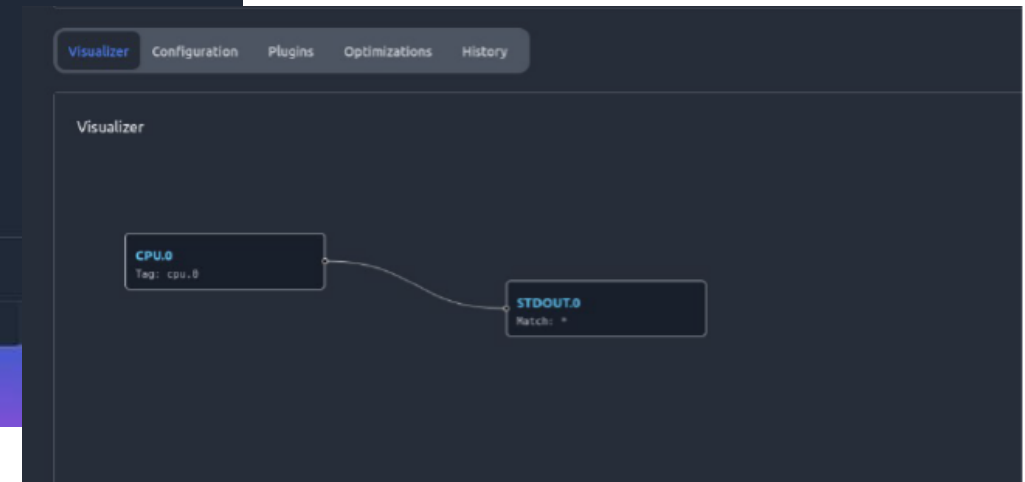 Visualizer Configuration Plugins Optimizations History
Visualizer
CPU.0
Tag: cpu.0
STDOUT.0
Match: *